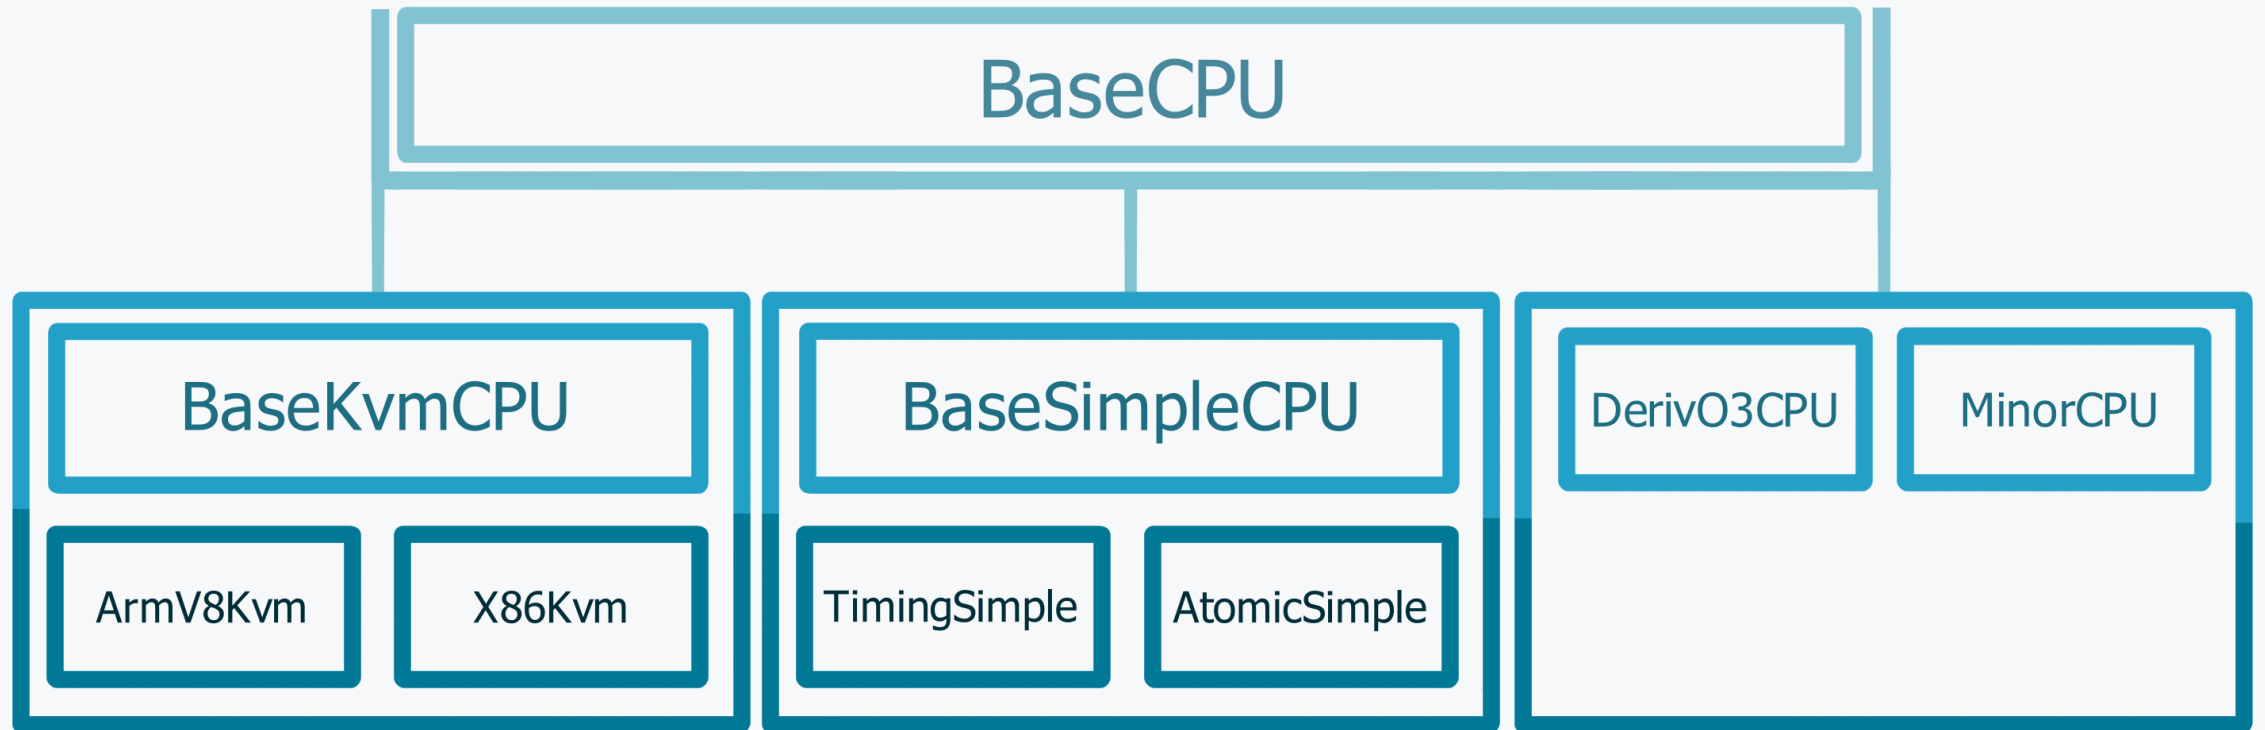 BaseCPU
BaseKvmCPU
BaseSimpleCPU
DerivO3CPU
MinorCPU
ArmV8Kvm
X86Kvm
TimingSimple
AtomicSimple